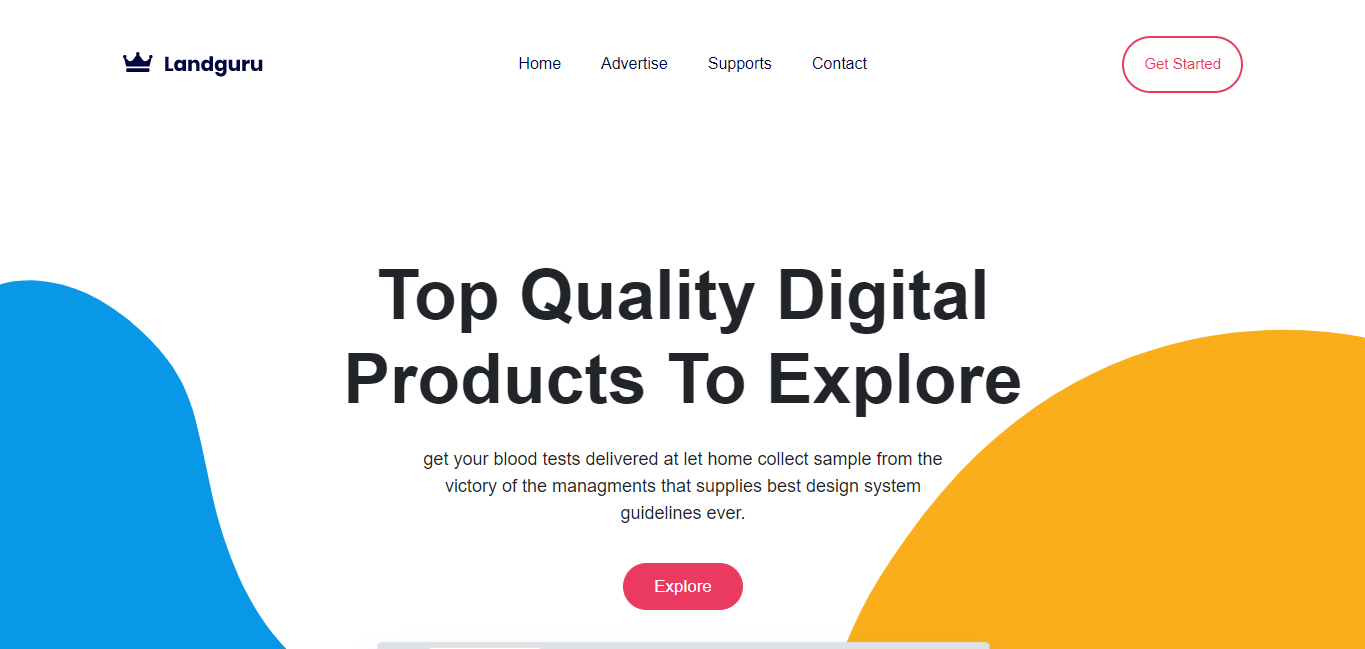 Landguru
Home Advertise Supports Contact
Get Started
Top Quality Digital
Products To Explore
get your blood tests delivered at let home collect sample from the
victory of the managments that supplies best design system
guidelines ever.
Explore